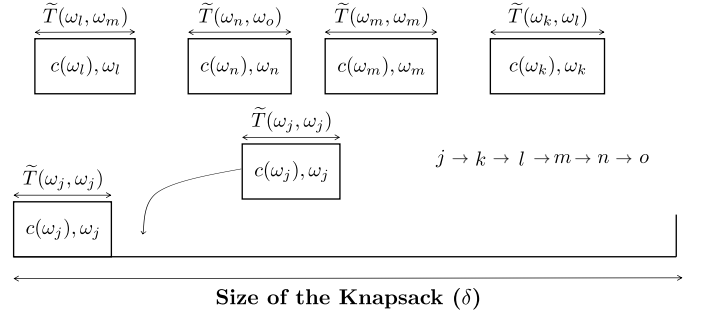 T̃(ω_l, ω_m) T̃(ω_n, ω_o) T̃(ω_m, ω_m) T̃(ω_k, ω_l)
c(ω_l), ω_l c(ω_n), ω_n c(ω_m), ω_m c(ω_k), ω_k
T̃(ω_j, ω_j)
j → k → l → m → n → o
c(ω_j), ω_j
T̃(ω_j, ω_j)
c(ω_j), ω_j
Size of the Knapsack (δ)